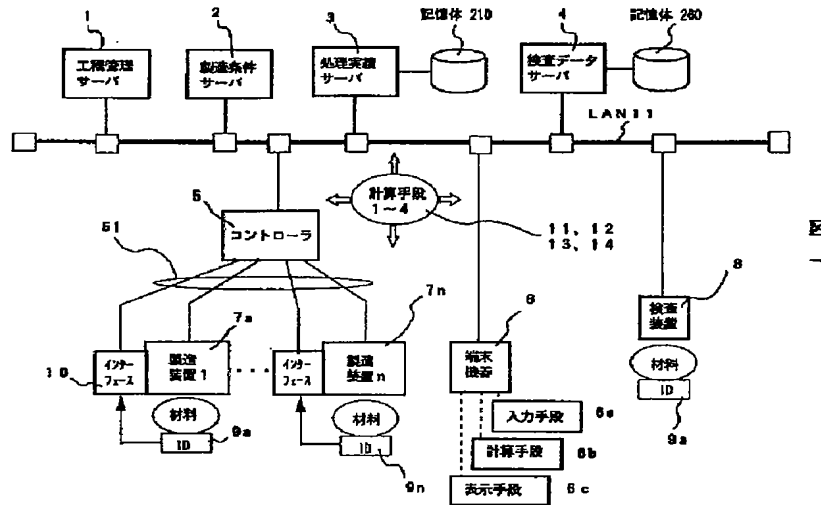 1
工程管理
サーバ
2
製造条件
サーバ
3
処理実績
サーバ
記憶体 210
4
検査データ
サーバ
記憶体 260
LAN11
5
コントローラ
51
計算手段
1～4
11、12
13、14
図
7a
7n
6
8
10
インター
フェース
製造
装置1
・・・
インター
フェース
製造
装置n
端末
機器
検査
装置
材料
ID
9a
材料
ID
9n
材料
ID
9a
入力手段 6a
計算手段 6b
表示手段 6c